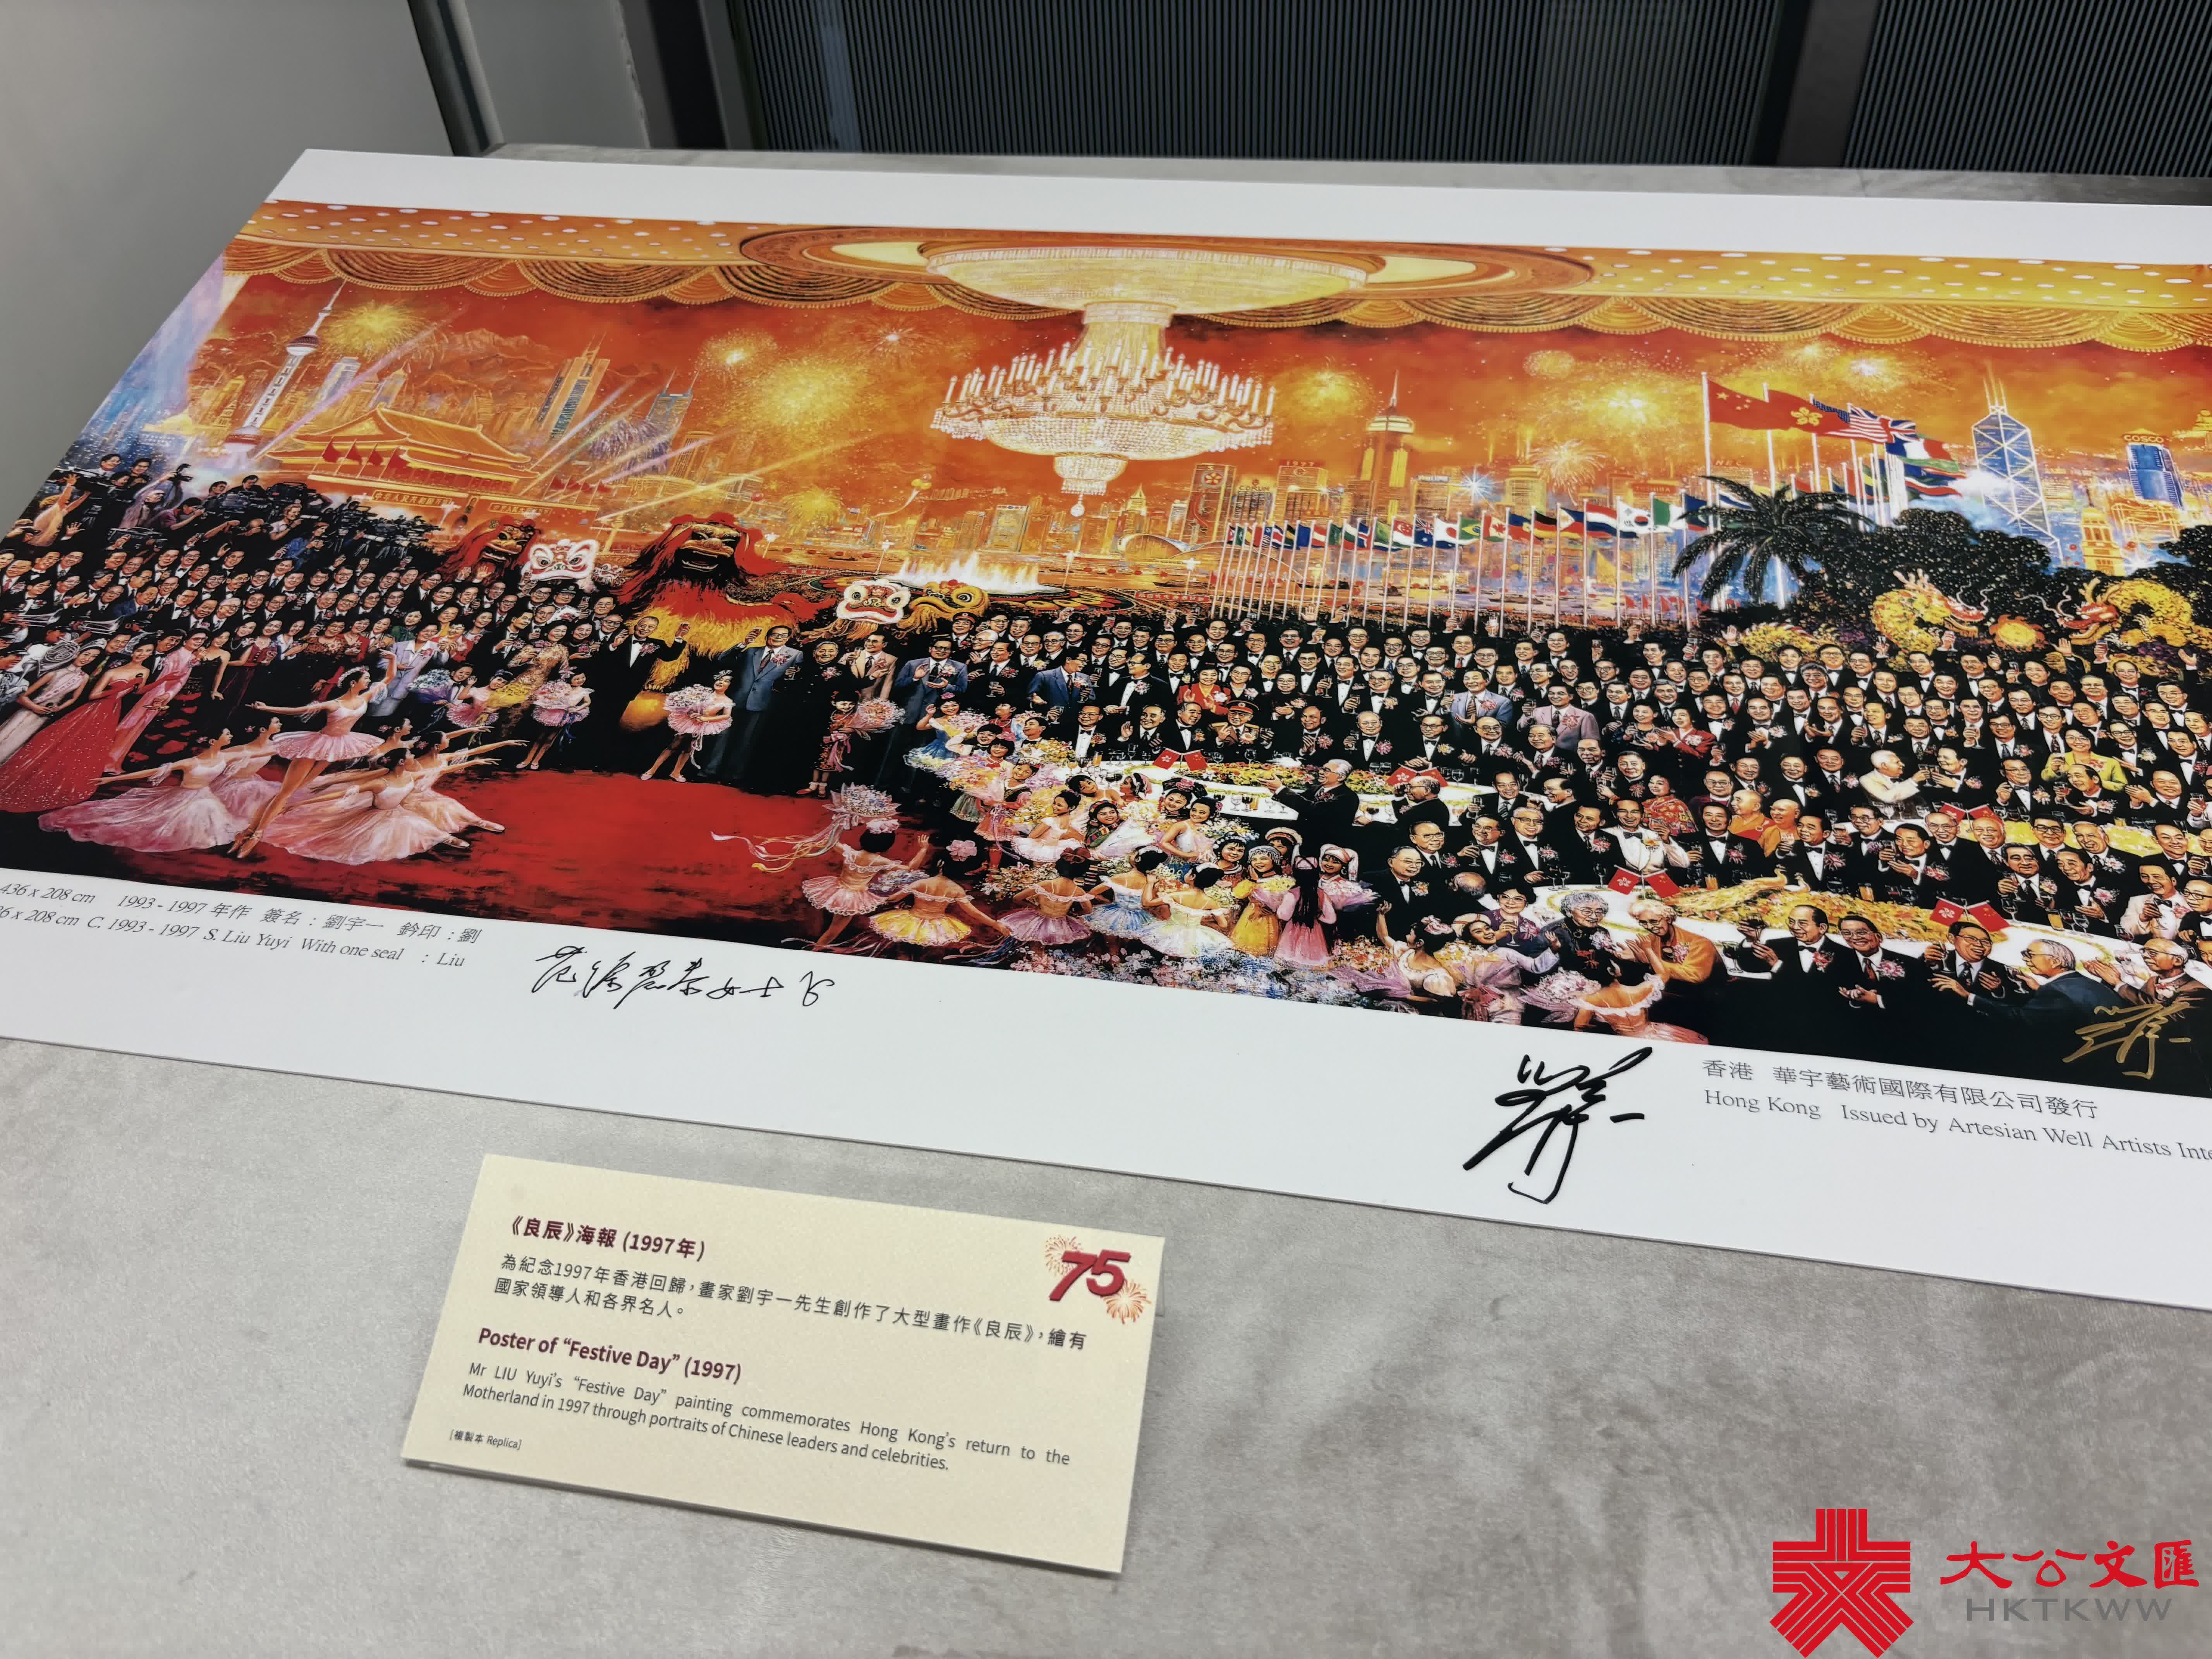 COSCO
1997
436 x 208 cm 1993 - 1997 年作 簽名：劉宇一 鈐印：劉
36 x 208 cm C. 1993 - 1997 S. Liu Yuyi With one seal : Liu
女士
香港 華宇藝術國際有限公司發行
Hong Kong Issued by Artesian Well Artists Inte
《良辰》海報 (1997年)
75
為紀念1997年香港回歸，畫家劉宇一先生創作了大型畫作《良辰》，繪有
國家領導人和各界名人。
Poster of “Festive Day” (1997)
Mr LIU Yuyi’s “Festive Day” painting commemorates Hong Kong’s return to the
Motherland in 1997 through portraits of Chinese leaders and celebrities.
[複製本 Replica]
大公文匯
HKTKWW